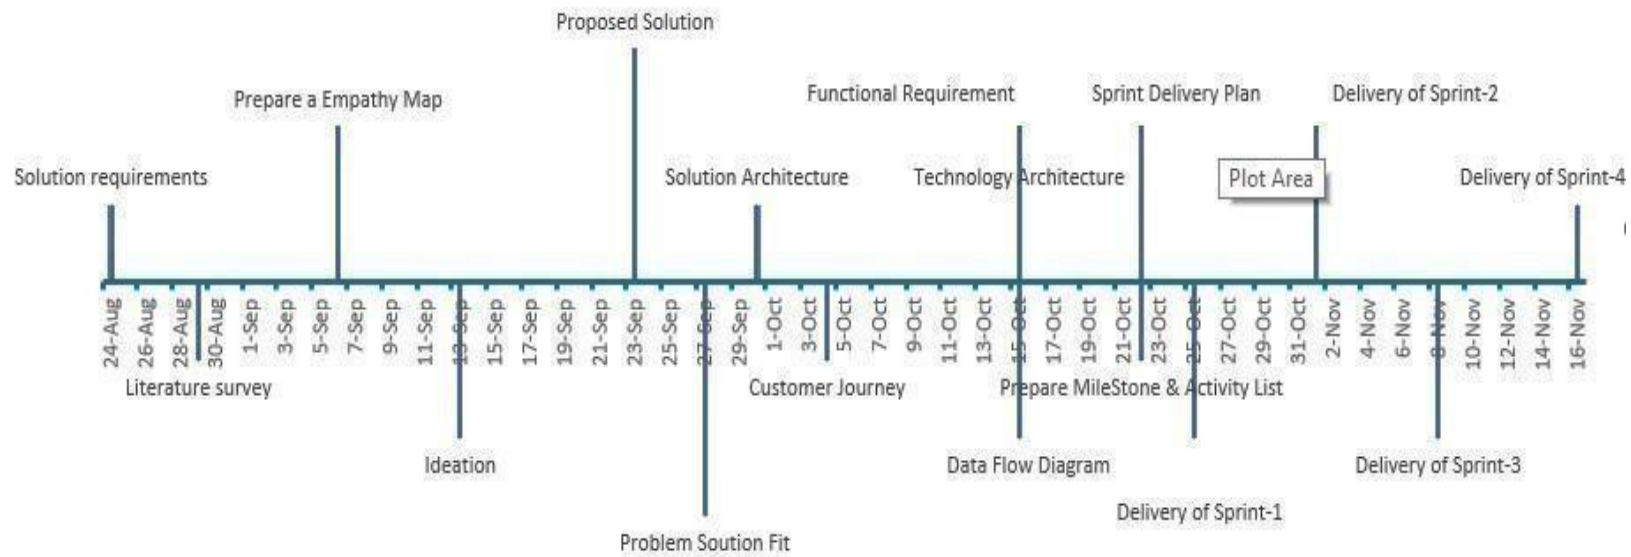 Proposed Solution
Prepare a Empathy Map
Functional Requirement
Sprint Delivery Plan
Delivery of Sprint-2
Solution requirements
Solution Architecture
Technology Architecture
Plot Area
Delivery of Sprint-4
24-Aug
26-Aug
28-Aug
30-Aug
1-Sep
3-Sep
5-Sep
7-Sep
9-Sep
11-Sep
13-Sep
15-Sep
17-Sep
19-Sep
21-Sep
23-Sep
25-Sep
27-Sep
29-Sep
1-Oct
3-Oct
5-Oct
7-Oct
9-Oct
11-Oct
13-Oct
15-Oct
17-Oct
19-Oct
21-Oct
23-Oct
25-Oct
27-Oct
29-Oct
31-Oct
2-Nov
4-Nov
6-Nov
8-Nov
10-Nov
12-Nov
14-Nov
16-Nov
Literature survey
Customer Journey
Prepare MileStone & Activity List
Ideation
Data Flow Diagram
Delivery of Sprint-3
Delivery of Sprint-1
Problem Soution Fit